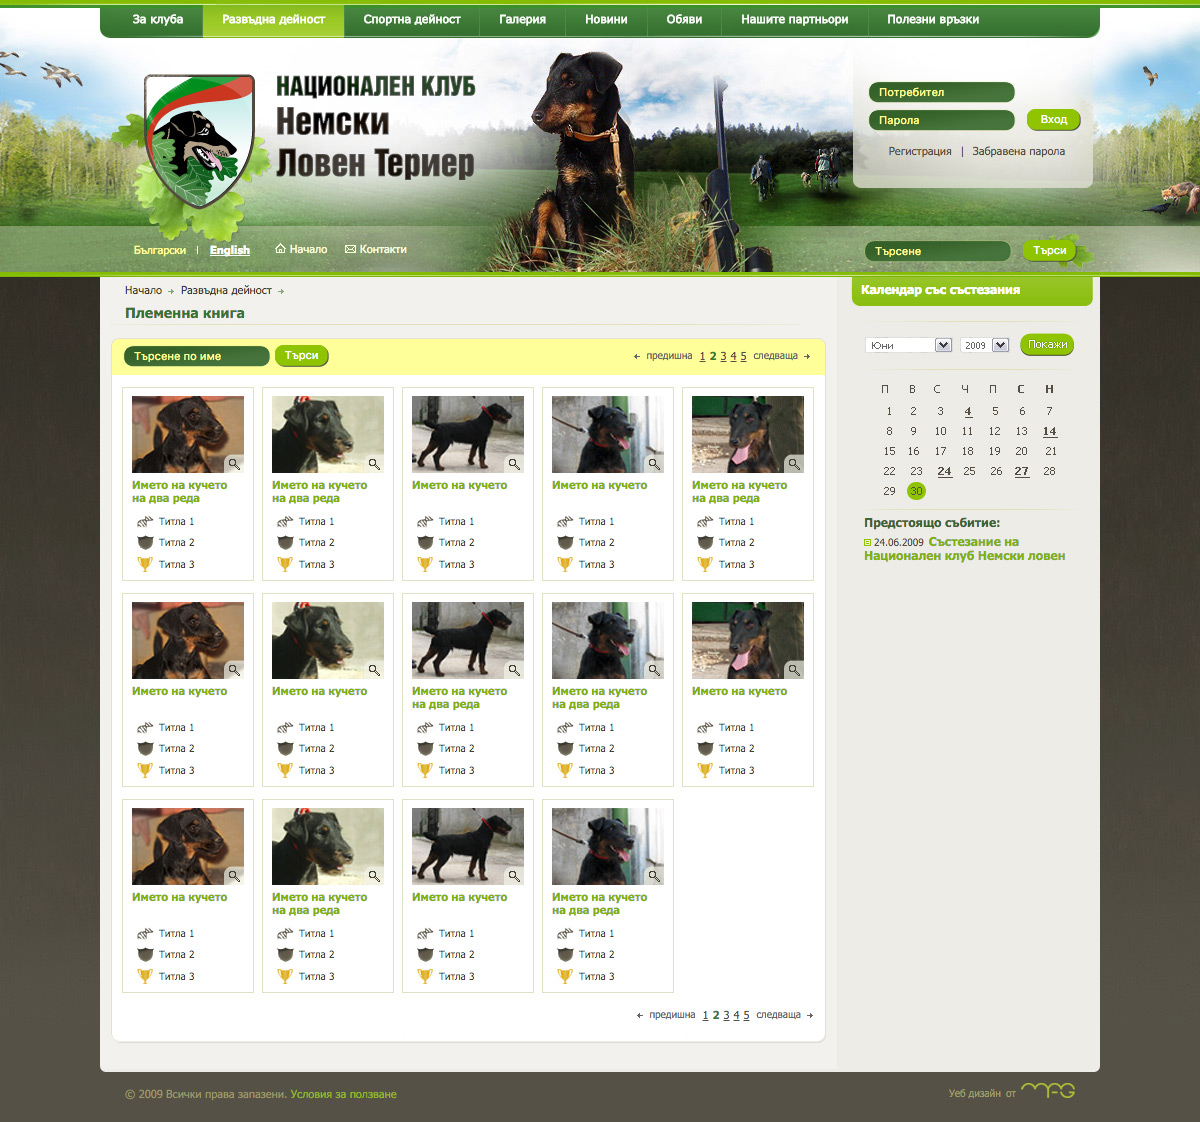 За клуба Развъдна дейност Спортна дейност Галерия Новини Обяви Нашите партньори Полезни връзки
НАЦИОНАЛЕН КЛУБ
Немски
Ловен Териер
Потребител
Парола Вход
Регистрация | Забравена парола
Български | English Начало Контакти
Търсене Търси
Начало → Развъдна дейност →
Племенна книга
Търсене по име Търси
← предишна 1 2 3 4 5 следваща →
Името на кучето на два реда
Титла 1
Титла 2
Титла 3
Името на кучето на два реда
Титла 1
Титла 2
Титла 3
Името на кучето
Титла 1
Титла 2
Титла 3
Името на кучето
Титла 1
Титла 2
Титла 3
Името на кучето на два реда
Титла 1
Титла 2
Титла 3
Името на кучето
Титла 1
Титла 2
Титла 3
Името на кучето
Титла 1
Титла 2
Титла 3
Името на кучето на два реда
Титла 1
Титла 2
Титла 3
Името на кучето на два реда
Титла 1
Титла 2
Титла 3
Името на кучето
Титла 1
Титла 2
Титла 3
Името на кучето
Титла 1
Титла 2
Титла 3
Името на кучето на два реда
Титла 1
Титла 2
Титла 3
Името на кучето
Титла 1
Титла 2
Титла 3
Името на кучето на два реда
Титла 1
Титла 2
Титла 3
← предишна 1 2 3 4 5 следваща →
Календар със състезания
Юни 2009 Покажи
П В С Ч П С Н
1 2 3 4 5 6 7
8 9 10 11 12 13 14
15 16 17 18 19 20 21
22 23 24 25 26 27 28
29 30
Предстоящо събитие:
24.06.2009 Състезание на
Национален клуб Немски ловен
© 2009 Всички права запазени. Условия за ползване
Уеб дизайн от MFG